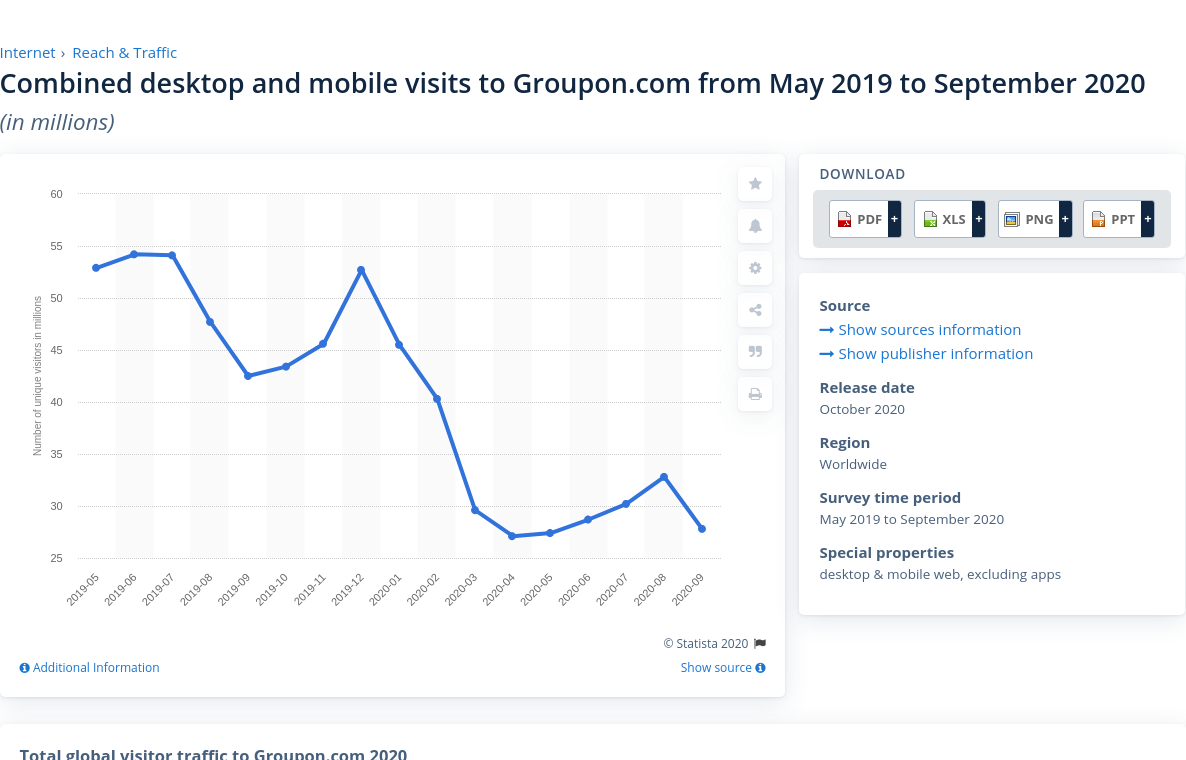 Internet › Reach & Traffic
Combined desktop and mobile visits to Groupon.com from May 2019 to September 2020
(in millions)
60
55
50
45
40
35
30
25
Number of unique visitors in millions
2019-05
2019-06
2019-07
2019-08
2019-09
2019-10
2019-11
2019-12
2020-01
2020-02
2020-03
2020-04
2020-05
2020-06
2020-07
2020-08
2020-09
© Statista 2020
Additional Information
Show source
DOWNLOAD
PDF + XLS + PNG + PPT +
Source
Show sources information
Show publisher information
Release date
October 2020
Region
Worldwide
Survey time period
May 2019 to September 2020
Special properties
desktop & mobile web, excluding apps
Total global visitor traffic to Groupon.com 2020